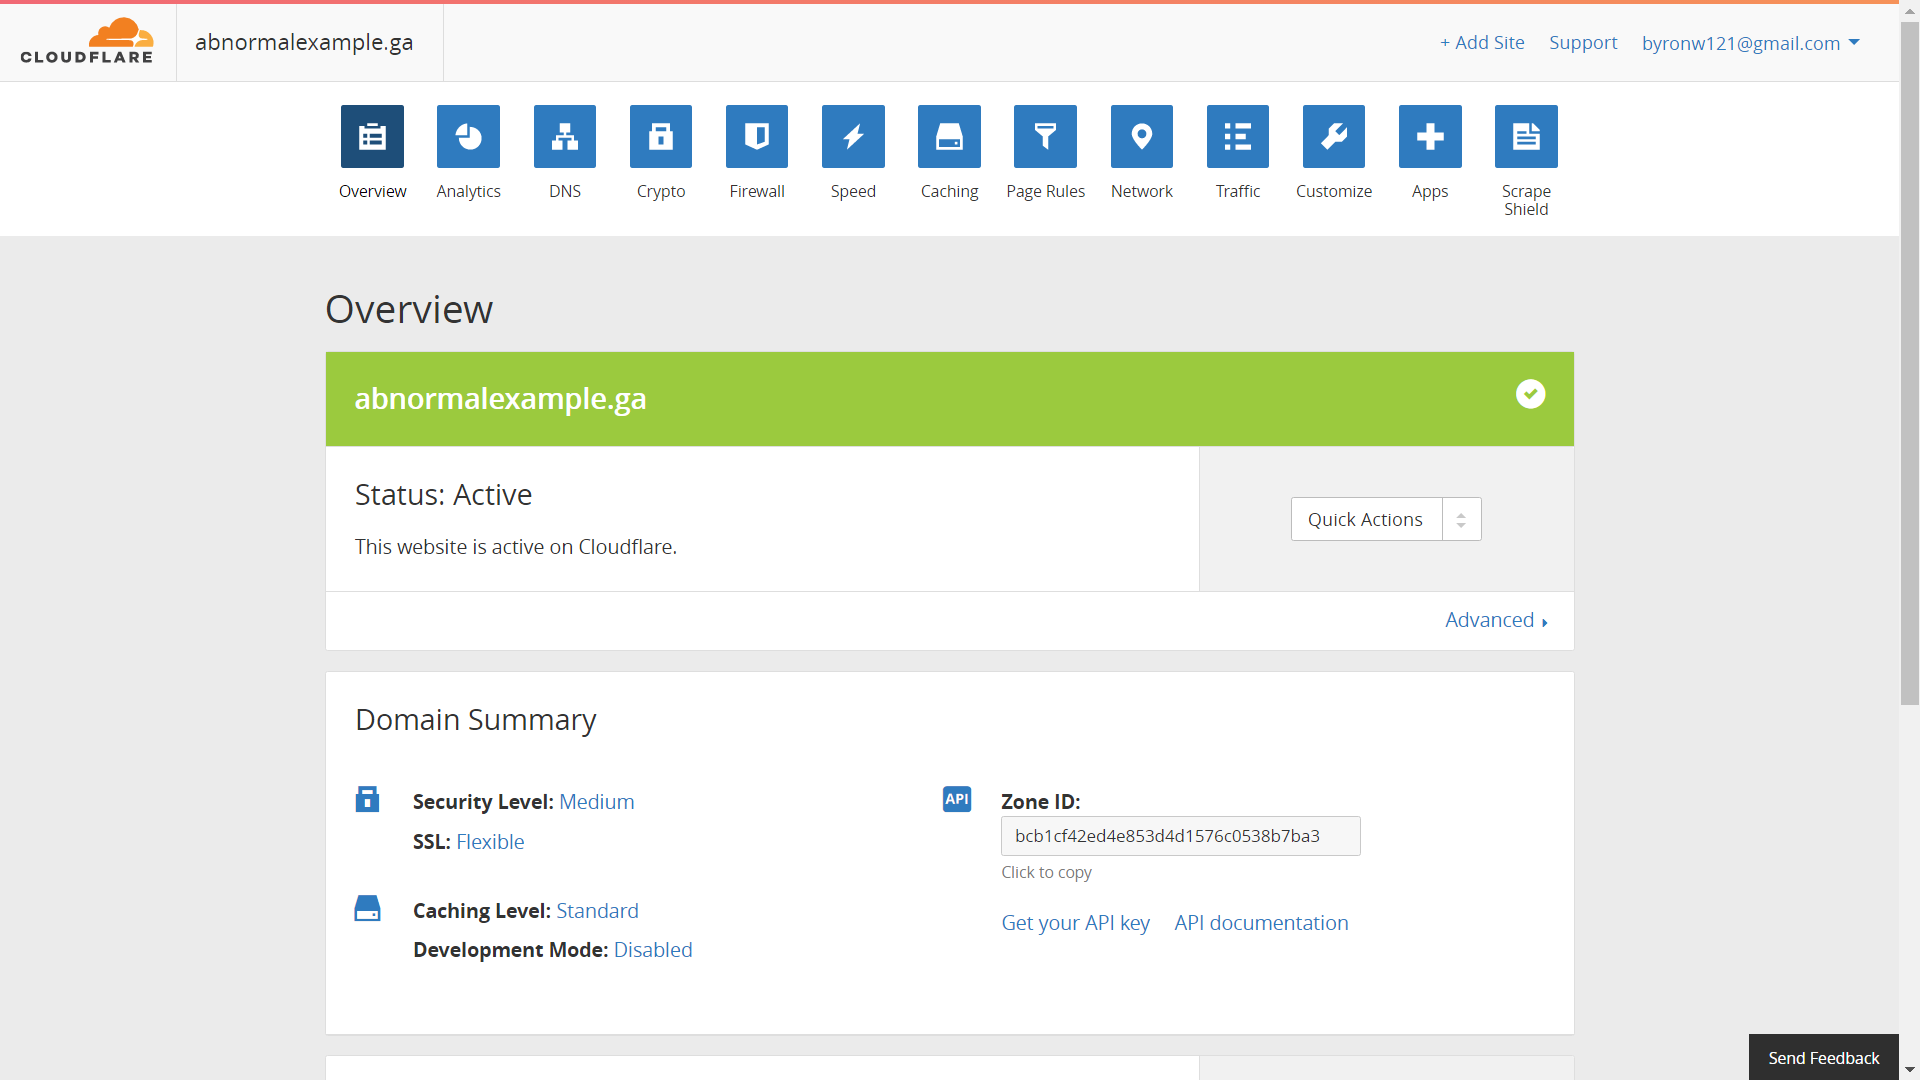 CLOUDFLARE
abnormalexample.ga
+ Add Site
Support
byronw121@gmail.com
Overview
Analytics
DNS
Crypto
Firewall
Speed
Caching
Page Rules
Network
Traffic
Customize
Apps
Scrape
Shield
Overview
abnormalexample.ga
Status: Active
This website is active on Cloudflare.
Quick Actions
Advanced
Domain Summary
Security Level: Medium
SSL: Flexible
Caching Level: Standard
Development Mode: Disabled
API
Zone ID:
bcb1cf42ed4e853d4d1576c0538b7ba3
Click to copy
Get your API key
API documentation
Send Feedback